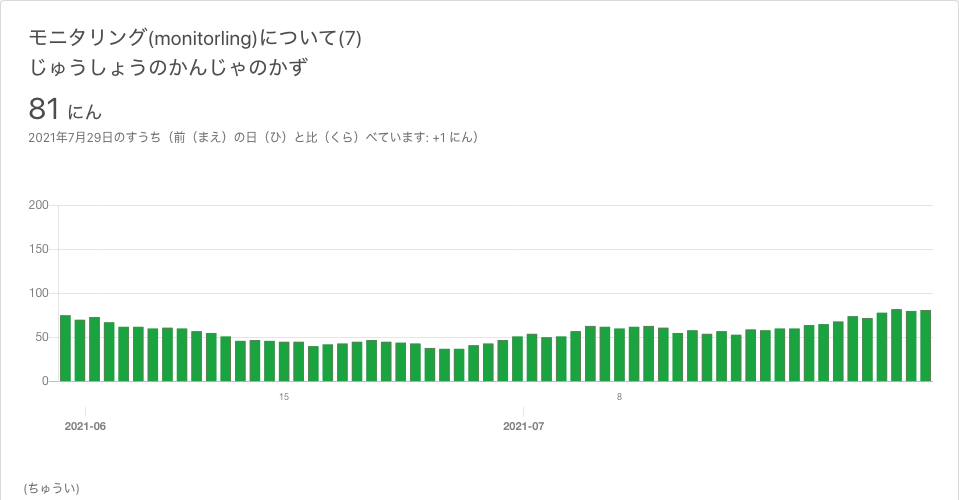 モニタリング(monitorling)について(7)
じゅうしょうのかんじゃのかず
81 にん
2021年7月29日のすうち（前（まえ）の日（ひ）と比（くら）べています: +1 にん）
200
150
100
50
0
15
8
2021-06
2021-07
(ちゅうい)